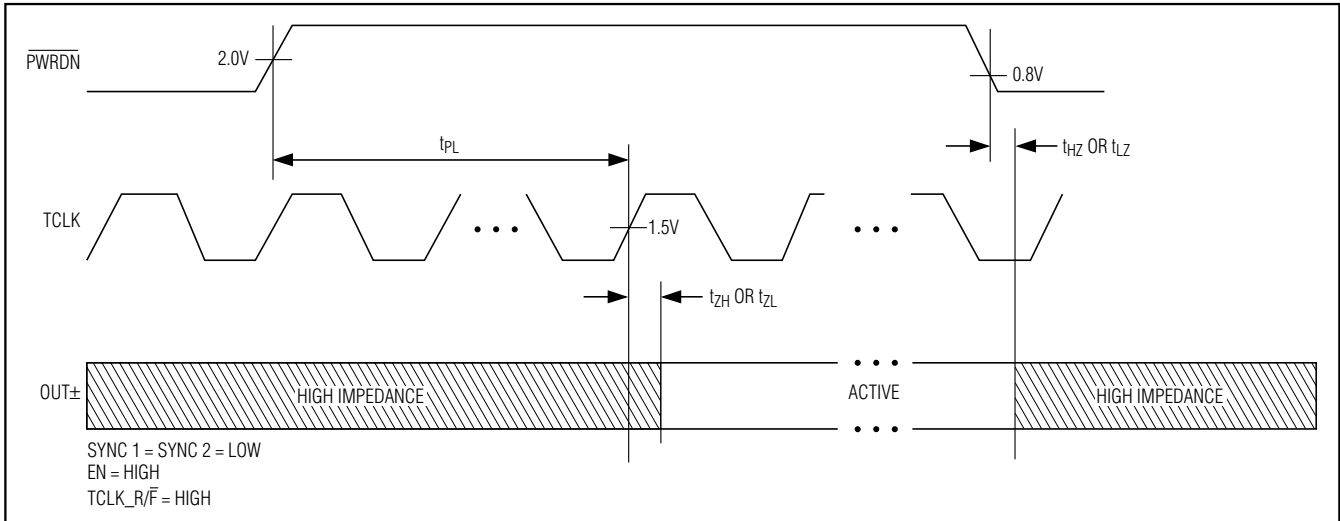 PWRDN
2.0V
0.8V
tPL
tHZ OR tLZ
TCLK
• • •
1.5V
• • •
tZH OR tZL
• • •
OUT±
HIGH IMPEDANCE
ACTIVE
HIGH IMPEDANCE
• • •
SYNC 1 = SYNC 2 = LOW
EN = HIGH
TCLK_R/F̅ = HIGH